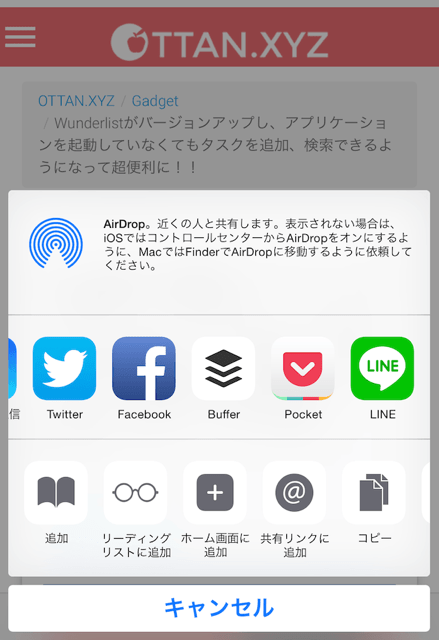 OTTAN.XYZ
OTTAN.XYZ / Gadget
/ Wunderlistがバージョンアップし、アプリケーション
を起動していなくてもタスクを追加、検索できるよ
うになって超便利に！！
AirDrop。近くの人と共有します。表示されない場合は、
iOSではコントロールセンターからAirDropをオンにするよう
に、MacではFinderでAirDropに移動するように依頼して
ください。
信
Twitter
Facebook
Buffer
Pocket
LINE
LINE
追加
リーディング
リストに追加
ホーム画面に
追加
@
共有リンクに
追加
コピー
キャンセル